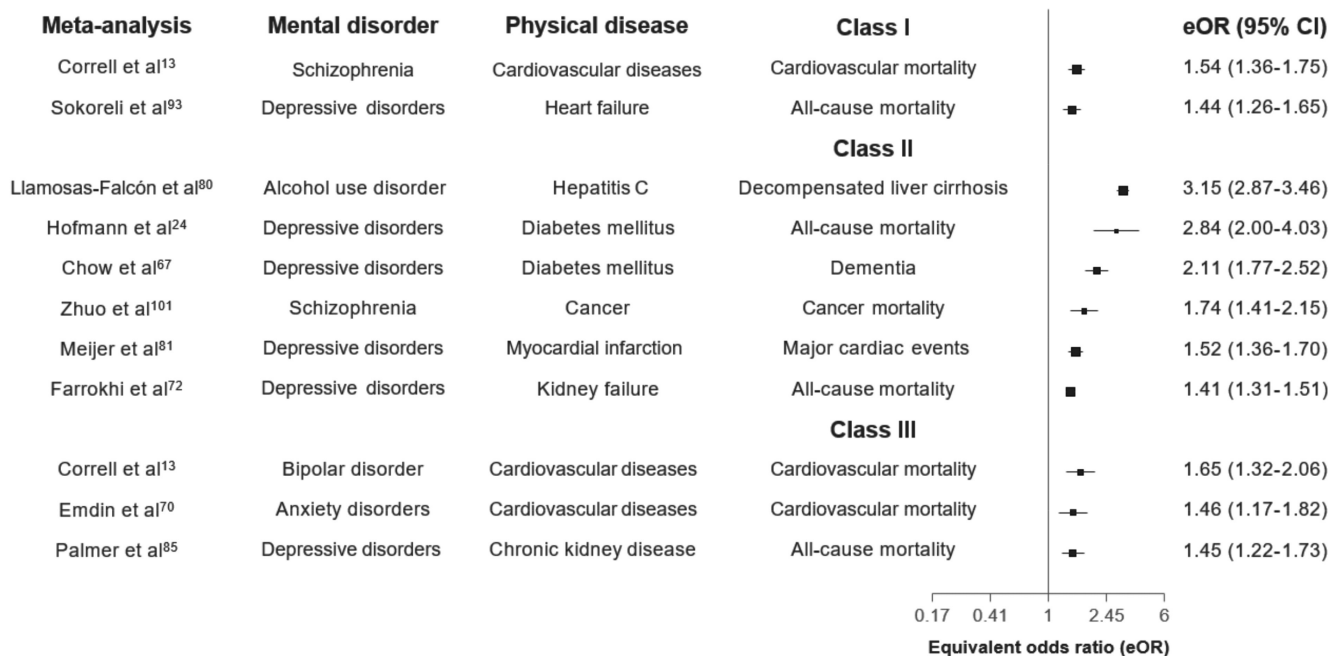 Meta-analysis Mental disorder Physical disease Class I eOR (95% CI)
Correll et al¹³ Schizophrenia Cardiovascular diseases Cardiovascular mortality 1.54 (1.36-1.75)
Sokoreli et al⁹³ Depressive disorders Heart failure All-cause mortality 1.44 (1.26-1.65)
Class II
Llamosas-Falcón et al⁸⁰ Alcohol use disorder Hepatitis C Decompensated liver cirrhosis 3.15 (2.87-3.46)
Hofmann et al²⁴ Depressive disorders Diabetes mellitus All-cause mortality 2.84 (2.00-4.03)
Chow et al⁶⁷ Depressive disorders Diabetes mellitus Dementia 2.11 (1.77-2.52)
Zhuo et al¹⁰¹ Schizophrenia Cancer Cancer mortality 1.74 (1.41-2.15)
Meijer et al⁸¹ Depressive disorders Myocardial infarction Major cardiac events 1.52 (1.36-1.70)
Farrokhi et al⁷² Depressive disorders Kidney failure All-cause mortality 1.41 (1.31-1.51)
Class III
Correll et al¹³ Bipolar disorder Cardiovascular diseases Cardiovascular mortality 1.65 (1.32-2.06)
Emdin et al⁷⁰ Anxiety disorders Cardiovascular diseases Cardiovascular mortality 1.46 (1.17-1.82)
Palmer et al⁸⁵ Depressive disorders Chronic kidney disease All-cause mortality 1.45 (1.22-1.73)
0.17 0.41 1 2.45 6
Equivalent odds ratio (eOR)